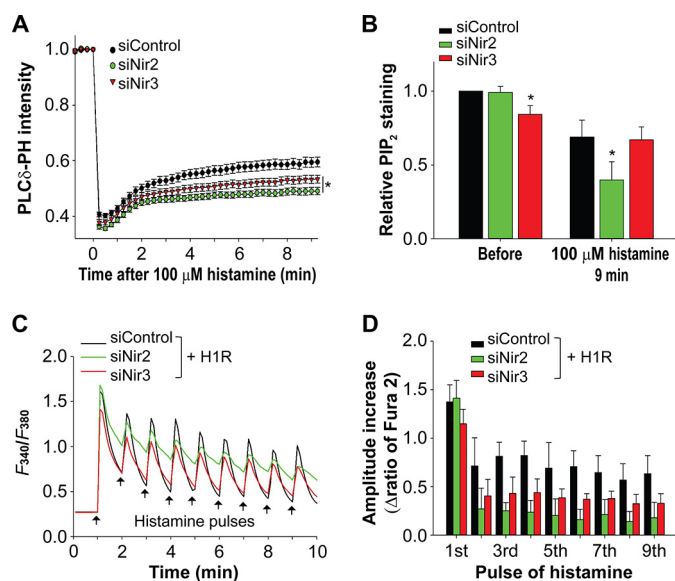 A
siControl
siNir2
siNir3
PLCδ-PH intensity
1.0
0.8
0.6
0.4
*
0 2 4 6 8
Time after 100 μM histamine (min)
B
siControl
siNir2
siNir3
Relative PIP2 staining
1.0
0.5
0.0
*
*
Before
100 μM histamine
9 min
C
siControl
siNir2
siNir3
+ H1R
F340/F380
2.0
1.5
1.0
0.5
0.0
Histamine pulses
0 2 4 6 8 10
Time (min)
D
siControl
siNir2
siNir3
+ H1R
Amplitude increase
(Δratio of Fura 2)
2.0
1.5
1.0
0.5
0.0
1st 3rd 5th 7th 9th
Pulse of histamine